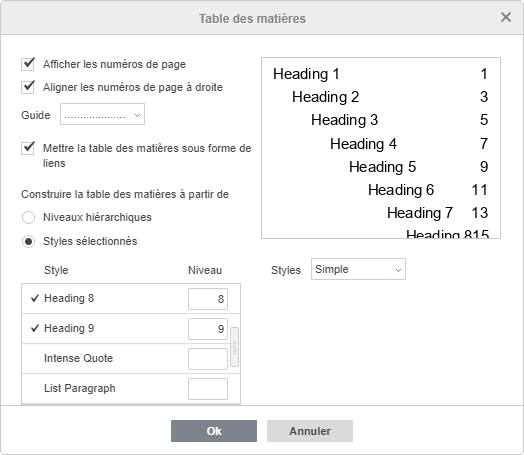 Table des matières
Afficher les numéros de page
Aligner les numéros de page à droite
Guide ....................
Mettre la table des matières sous forme de
liens
Construire la table des matières à partir de
Niveaux hiérarchiques
Styles sélectionnés
Style Niveau
Heading 8 8
Heading 9 9
Intense Quote
List Paragraph
Heading 1 1
Heading 2 3
Heading 3 5
Heading 4 7
Heading 5 9
Heading 6 11
Heading 7 13
Heading 815
Styles Simple
Ok Annuler